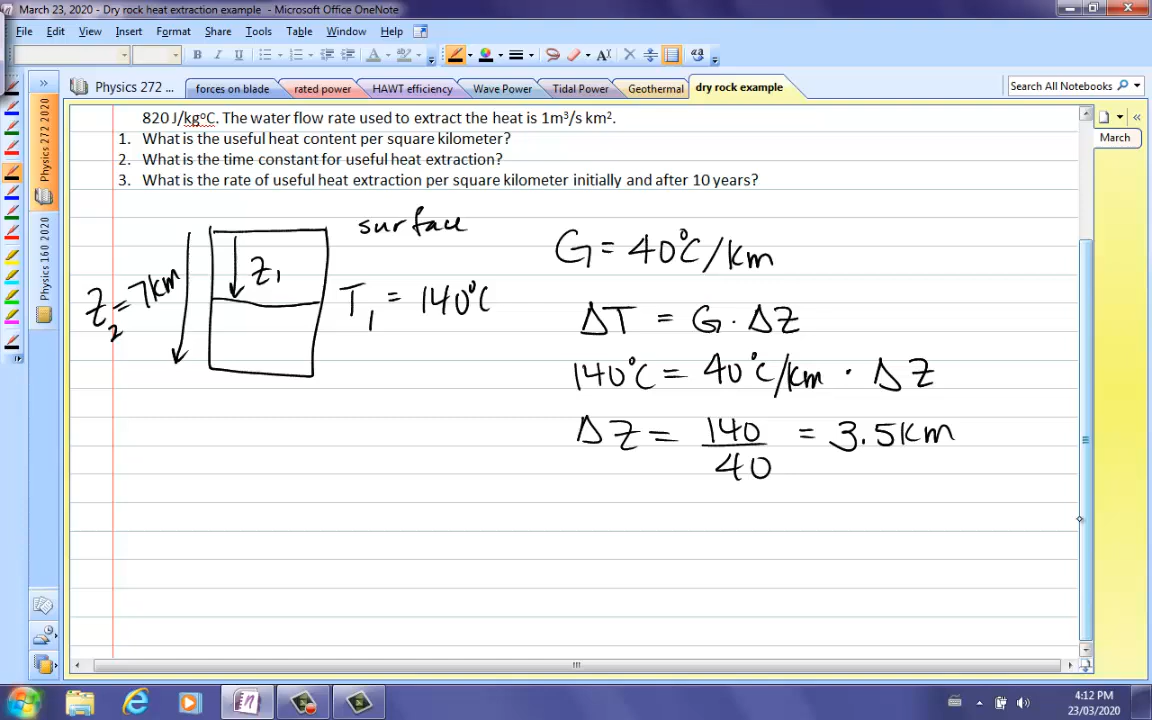 March 23, 2020 - Dry rock heat extraction example - Microsoft Office OneNote
File Edit View Insert Format Share Tools Table Window Help
Physics 272 ... forces on blade rated power HAWT efficiency Wave Power Tidal Power Geothermal dry rock example Search All Notebooks
March
Physics 272 2020
Physics 160 2020
820 J/kg°C. The water flow rate used to extract the heat is 1m³/s km².
1. What is the useful heat content per square kilometer?
2. What is the time constant for useful heat extraction?
3. What is the rate of useful heat extraction per square kilometer initially and after 10 years?
surface
Z₁
Z₂ = 7km
T₁ = 140°C
G = 40°C/km
ΔT = G · ΔZ
140°C = 40°C/km · ΔZ
ΔZ = 140/40 = 3.5km
4:12 PM
23/03/2020